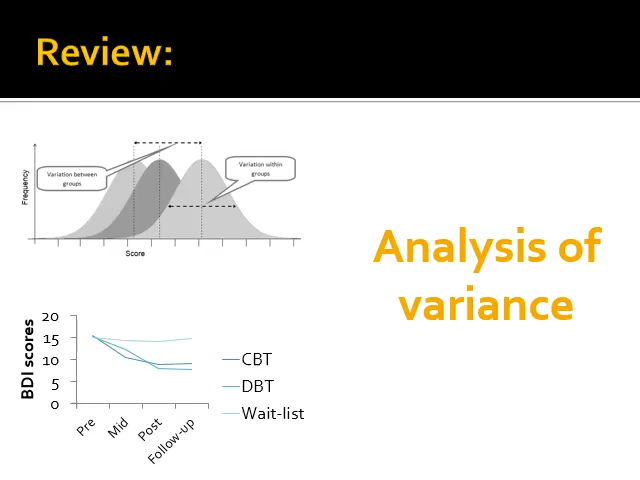 Review:
Variation between
groups
Variation within
groups
Frequency
Score
Analysis of
variance
BDI scores
20
15
10
5
0
Pre
Mid
Post
Follow-up
CBT
DBT
Wait-list